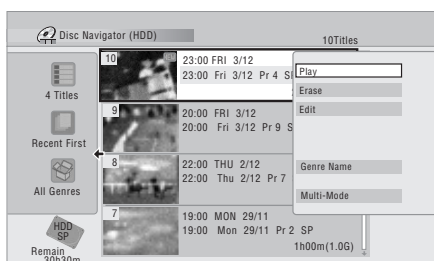 Disc Navigator (HDD)
10Titles
4 Titles
Recent First
All Genres
HDD
SP
Remain
30h30m
10
23:00 FRI 3/12
23:00 Fri 3/12 Pr 4
9
20:00 FRI 3/12
20:00 Fri 3/12 Pr 9 S
8
22:00 THU 2/12
22:00 Thu 2/12 Pr 7
7
19:00 MON 29/11
19:00 Mon 29/11 Pr 2 SP
1h00m(1.0G)
Play
Erase
Edit
Genre Name
Multi-Mode